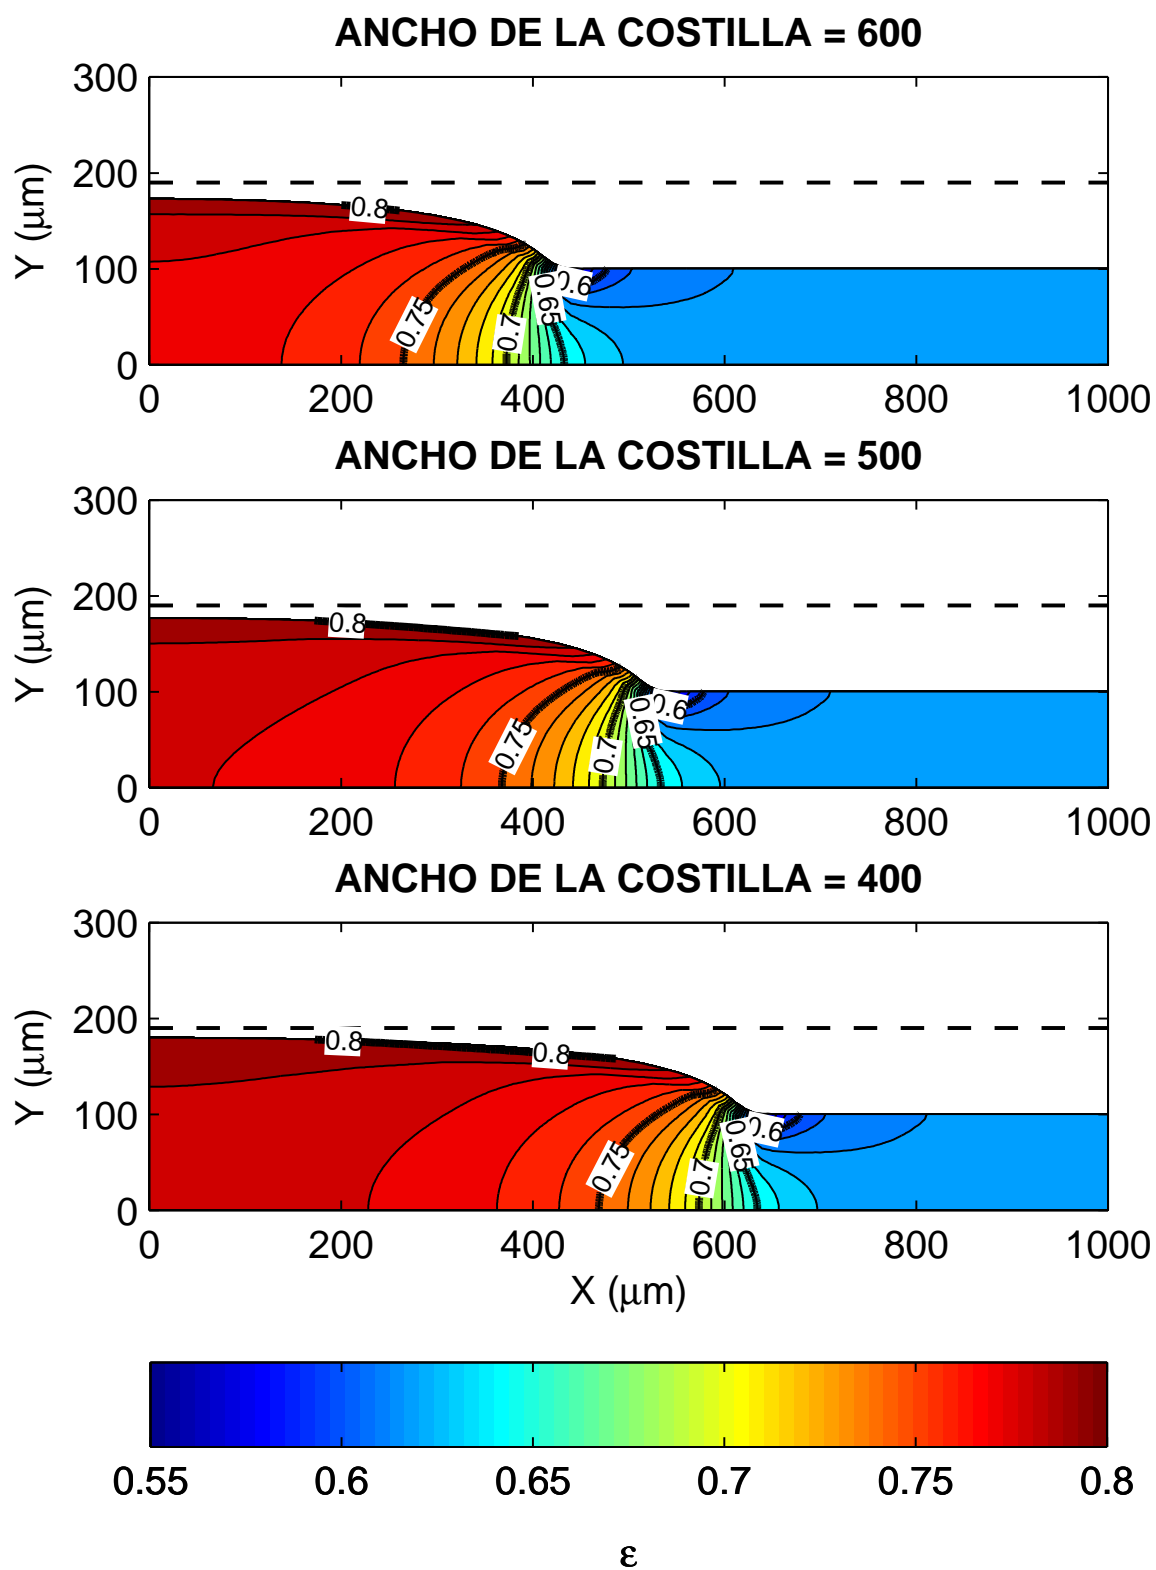 ANCHO DE LA COSTILLA = 600
300
200
100
0
Y (μm)
0.8
0.75
0.7
0.65
0.6
0 200 400 600 800 1000
ANCHO DE LA COSTILLA = 500
300
200
100
0
Y (μm)
0.8
0.75
0.7
0.65
0.6
0 200 400 600 800 1000
ANCHO DE LA COSTILLA = 400
300
200
100
0
Y (μm)
0.8
0.8
0.75
0.7
0.65
0.6
0 200 400 600 800 1000
X (μm)
0.55 0.6 0.65 0.7 0.75 0.8
ε